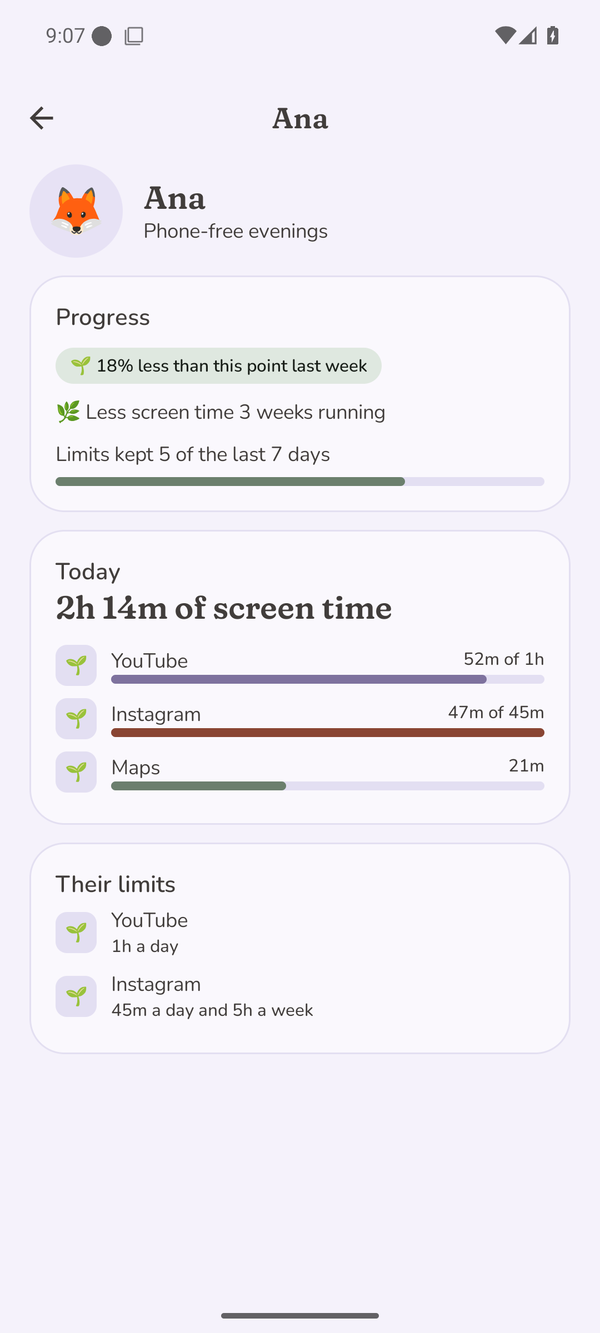 9:07
Ana
Ana
Phone-free evenings
Progress
🌱 18% less than this point last week
🌿 Less screen time 3 weeks running
Limits kept 5 of the last 7 days
Today
2h 14m of screen time
YouTube 52m of 1h
Instagram 47m of 45m
Maps 21m
Their limits
YouTube
1h a day
Instagram
45m a day and 5h a week